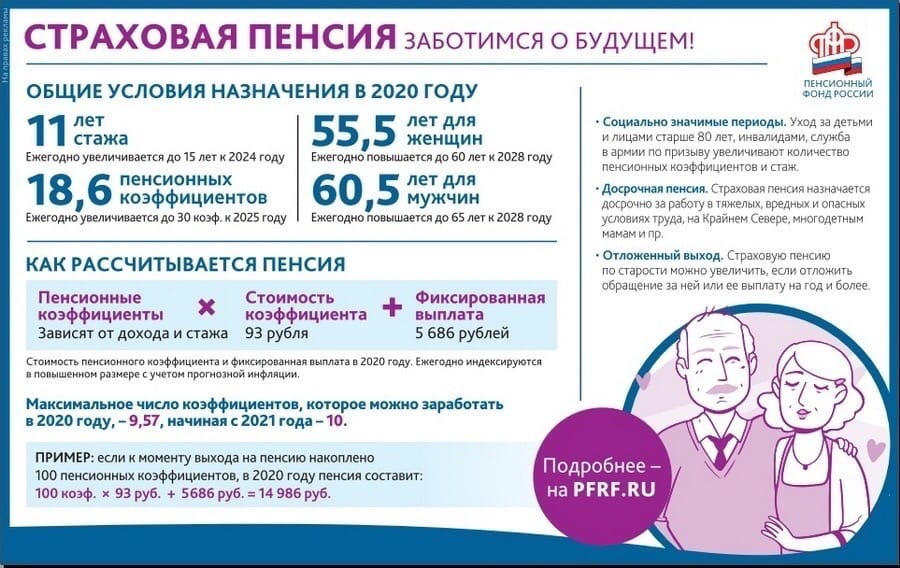 На правах рекламы
СТРАХОВАЯ ПЕНСИЯ ЗАБОТИМСЯ О БУДУЩЕМ!
ПЕНСИОННЫЙ
ФОНД РОССИИ
ОБЩИЕ УСЛОВИЯ НАЗНАЧЕНИЯ В 2020 ГОДУ
11 лет
стажа
Ежегодно увеличивается до 15 лет к 2024 году
55,5 лет для
женщин
Ежегодно повышается до 60 лет к 2028 году
18,6 пенсионных
коэффициентов
Ежегодно увеличивается до 30 коэф. к 2025 году
60,5 лет для
мужчин
Ежегодно повышается до 65 лет к 2028 году
КАК РАССЧИТЫВАЕТСЯ ПЕНСИЯ
Пенсионные
коэффициенты
Зависят от дохода и стажа
×
Стоимость
коэффициента
93 рубля
+
Фиксированная
выплата
5 686 рублей
Стоимость пенсионного коэффициента и фиксированная выплата в 2020 году. Ежегодно индексируются
в повышенном размере с учетом прогнозной инфляции.
Максимальное число коэффициентов, которое можно заработать
в 2020 году, – 9,57, начиная с 2021 года – 10.
ПРИМЕР: если к моменту выхода на пенсию накоплено
100 пенсионных коэффициентов, в 2020 году пенсия составит:
100 коэф. × 93 руб. + 5686 руб. = 14 986 руб.
• Социально значимые периоды. Уход за детьми
и лицами старше 80 лет, инвалидами, служба
в армии по призыву увеличивают количество
пенсионных коэффициентов и стаж.
• Досрочная пенсия. Страховая пенсия назначается
досрочно за работу в тяжелых, вредных и опасных
условиях труда, на Крайнем Севере, многодетным
мамам и пр.
• Отложенный выход. Страховую пенсию
по старости можно увеличить, если отложить
обращение за ней или ее выплату на год и более.
Подробнее –
на PFRF.RU